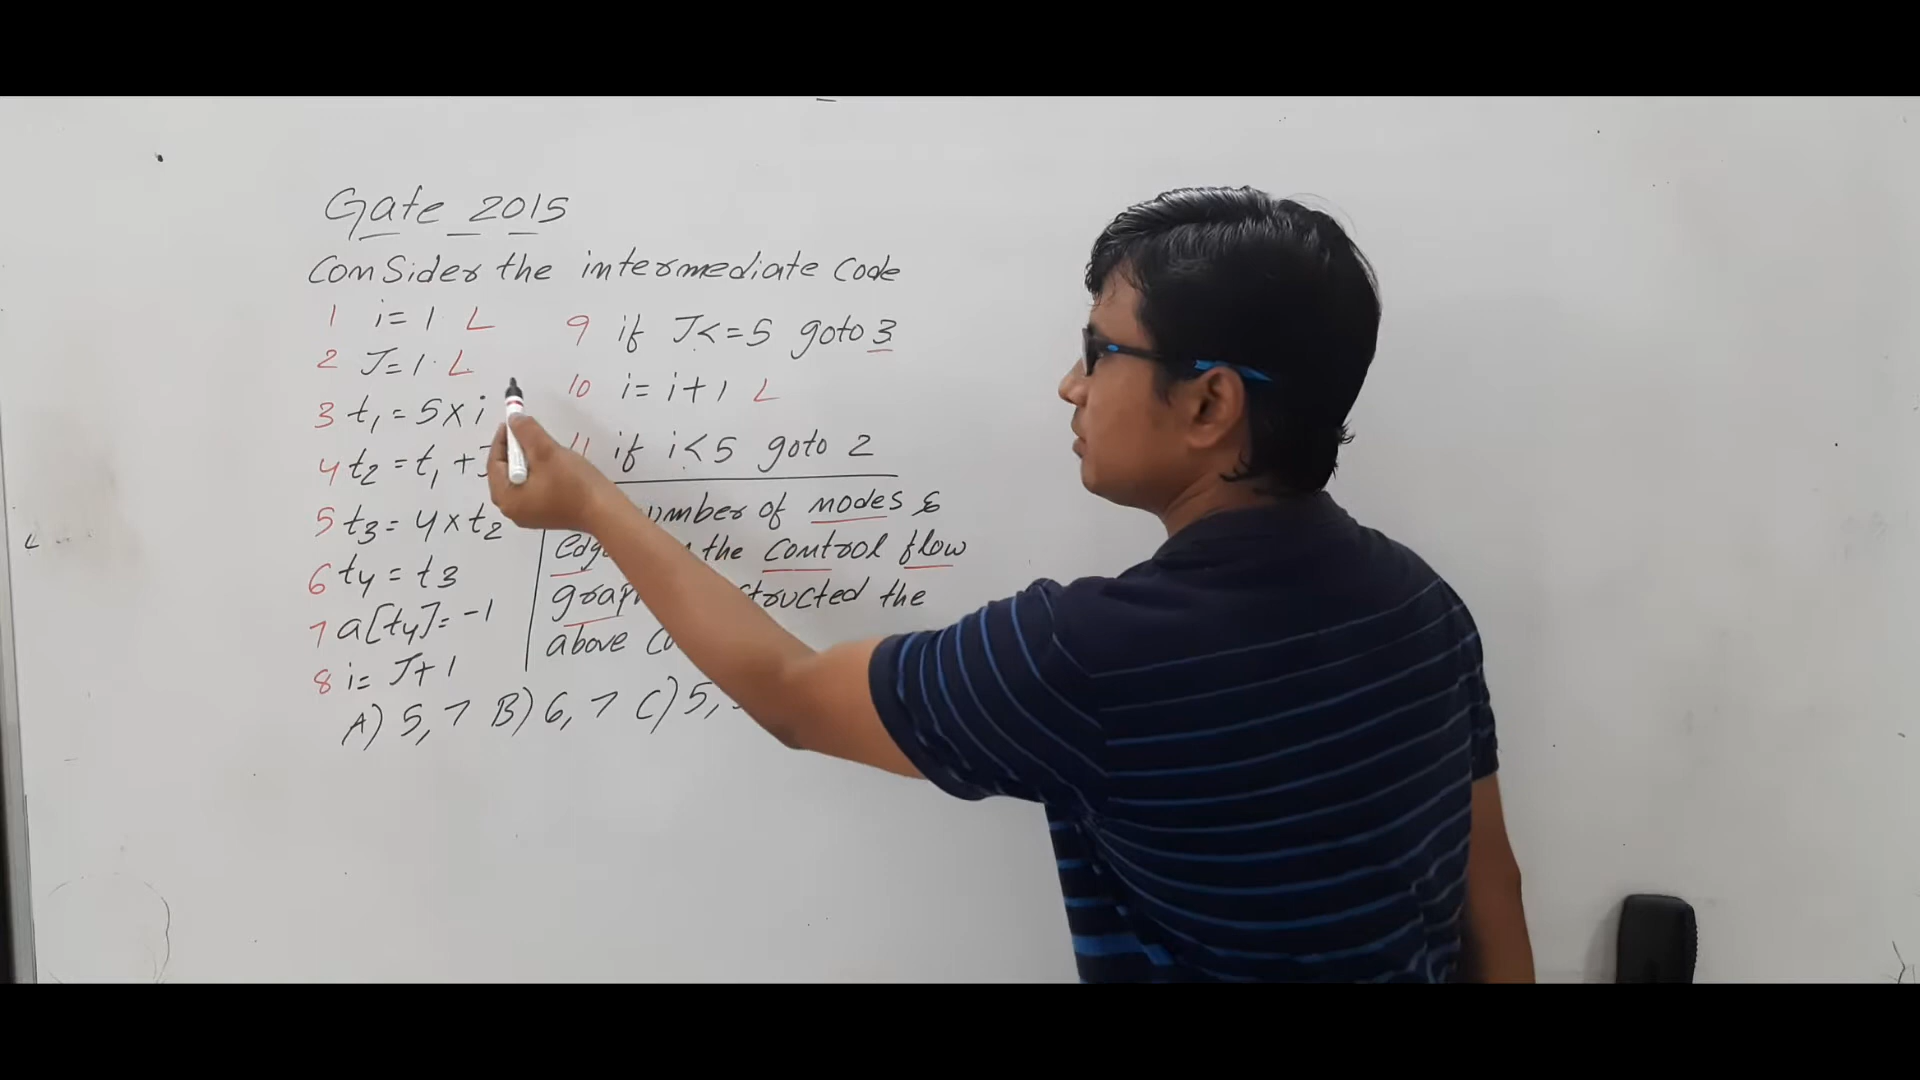 Gate 2015
Consider the intermediate code
1 i= 1 L
2 J= 1 L
3 t1 = 5 x i
4 t2 = t1 +
5 t3 = 4 x t2
6 t4 = t3
7 a[t4] = -1
8 i= J+1
9 if J<=5 goto 3
10 i= i+1 L
if i<5 goto 2
of nodes &
the control flow
the
above
A) 5, 7 B) 6, 7 C) 5,